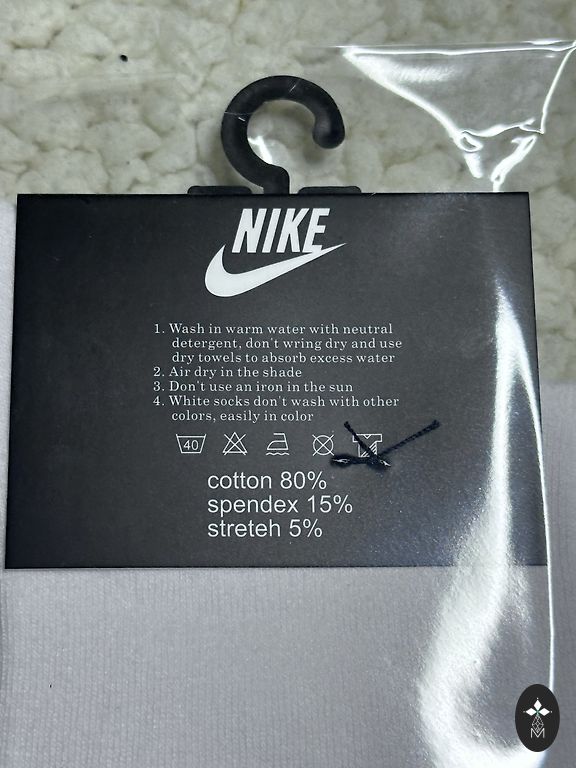 NIKE
1. Wash in warm water with neutral
detergent, don't wring dry and use
dry towels to absorb excess water
2. Air dry in the shade
3. Don't use an iron in the sun
4. White socks don't wash with other
colors, easily in color
40
cotton 80%
spendex 15%
streteh 5%
M